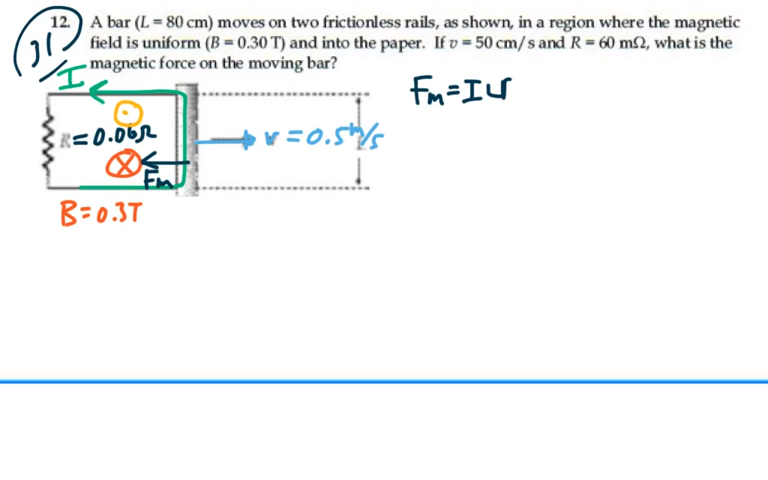 12. A bar (L = 80 cm) moves on two frictionless rails, as shown, in a region where the magnetic
field is uniform (B = 0.30 T) and into the paper. If v = 50 cm/s and R = 60 mΩ, what is the
magnetic force on the moving bar?
31
I
Fm=I
R=0.06Ω
v=0.5m/s
Fm
B=0.3T